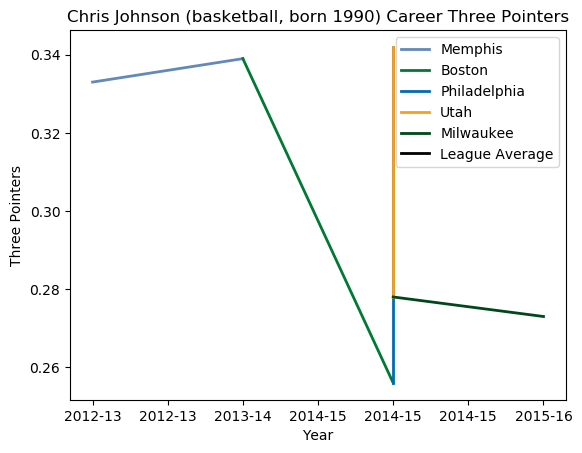 Chris Johnson (basketball, born 1990) Career Three Pointers
Three Pointers
0.34
0.32
0.30
0.28
0.26
Memphis
Boston
Philadelphia
Utah
Milwaukee
League Average
2012-13 2012-13 2013-14 2014-15 2014-15 2014-15 2015-16
Year